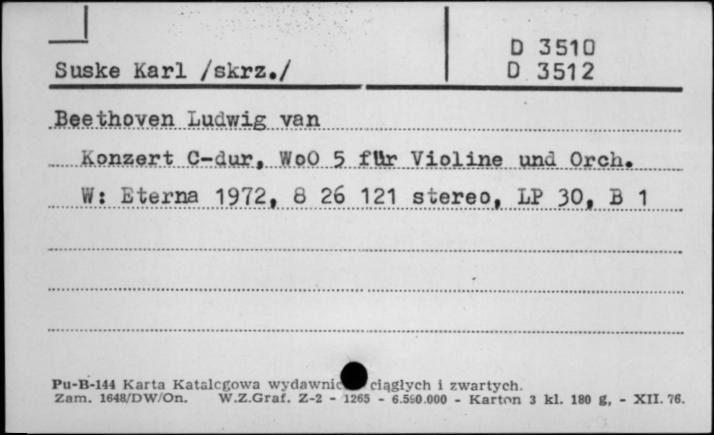 D 3510
Suske Karl /skrz./ D 3512
Beethoven Ludwig van
Konzert C-dur, WoO 5 für Violine und Orch.
W: Eterna 1972, 8 26 121 stereo, LP 30, B 1
Pu-B-144 Karta Katalogowa wydawnic ciągłych i zwartych.
Zam. 1648/DW/On. W.Z.Graf. Z-2 - 1265 - 6.590.000 - Karton 3 kl. 180 g, - XII. 76.